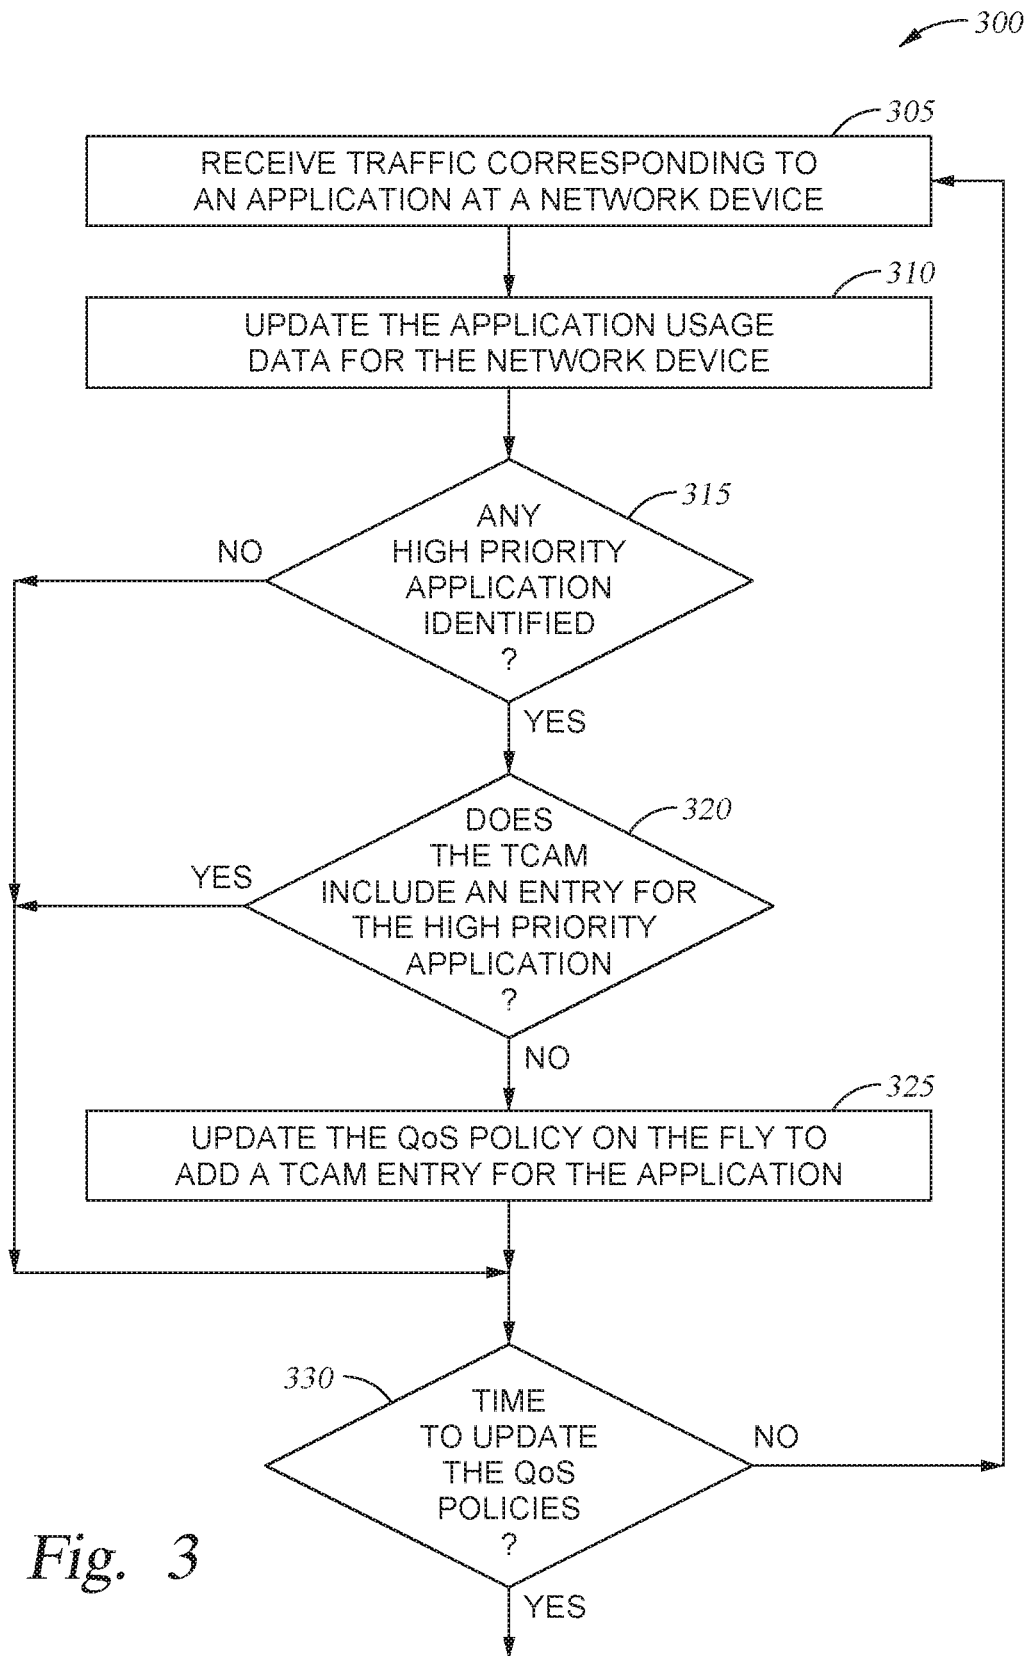 300
305
RECEIVE TRAFFIC CORRESPONDING TO
AN APPLICATION AT A NETWORK DEVICE
310
UPDATE THE APPLICATION USAGE
DATA FOR THE NETWORK DEVICE
315
ANY
HIGH PRIORITY
APPLICATION
IDENTIFIED
?
NO
YES
320
DOES
THE TCAM
INCLUDE AN ENTRY FOR
THE HIGH PRIORITY
APPLICATION
?
YES
NO
325
UPDATE THE QoS POLICY ON THE FLY TO
ADD A TCAM ENTRY FOR THE APPLICATION
330
TIME
TO UPDATE
THE QoS
POLICIES
?
NO
YES
Fig. 3